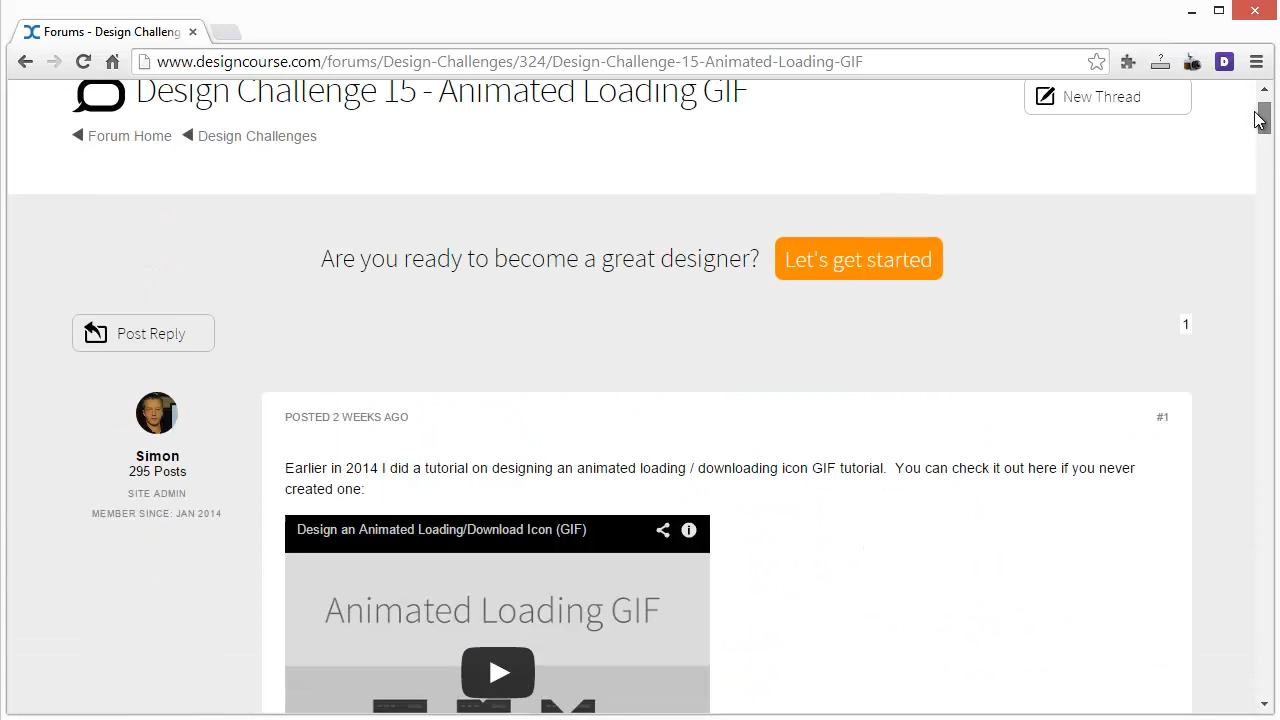 Forums - Design Challeng
www.designcourse.com/forums/Design-Challenges/324/Design-Challenge-15-Animated-Loading-GIF
Design Challenge 15 - Animated Loading GIF
New Thread
Forum Home Design Challenges
Are you ready to become a great designer? Let's get started
Post Reply
1
POSTED 2 WEEKS AGO
#1
Simon
295 Posts
SITE ADMIN
MEMBER SINCE: JAN 2014
Earlier in 2014 I did a tutorial on designing an animated loading / downloading icon GIF tutorial. You can check it out here if you never
created one:
Design an Animated Loading/Download Icon (GIF)
Animated Loading GIF